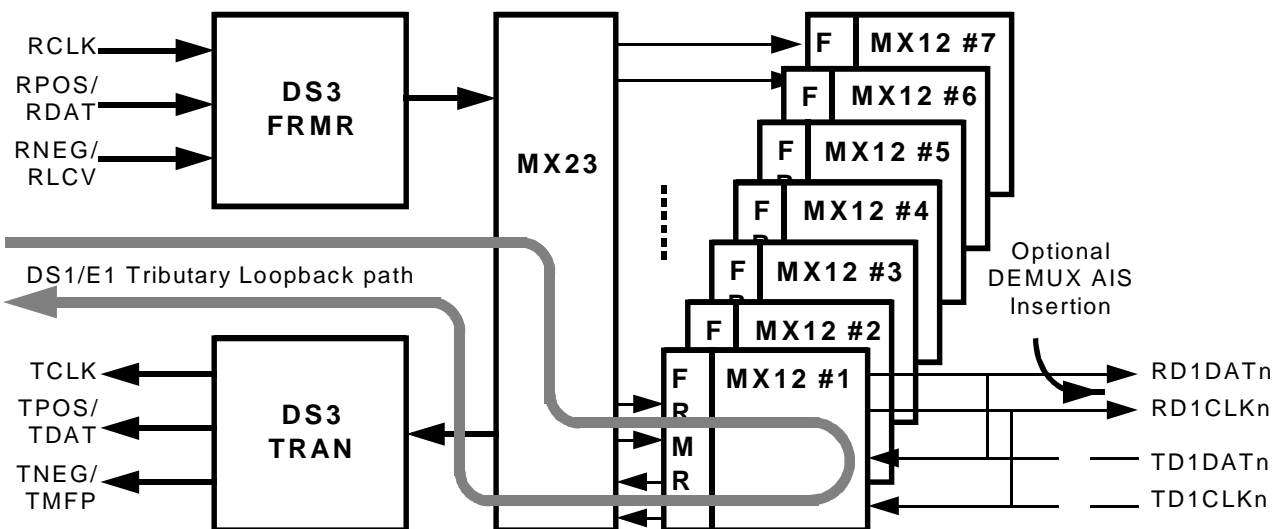 RCLK
RPOS/
RDAT
RNEG/
RLCV
DS3
FRMR
MX23
F MX12 #7
F MX12 #6
F MX12 #5
F MX12 #4
F MX12 #3
F MX12 #2
F
R
M
R
MX12 #1
Optional
DEMUX AIS
Insertion
DS1/E1 Tributary Loopback path
TCLK
TPOS/
TDAT
TNEG/
TMFP
DS3
TRAN
RD1DATn
RD1CLKn
TD1DATn
TD1CLKn